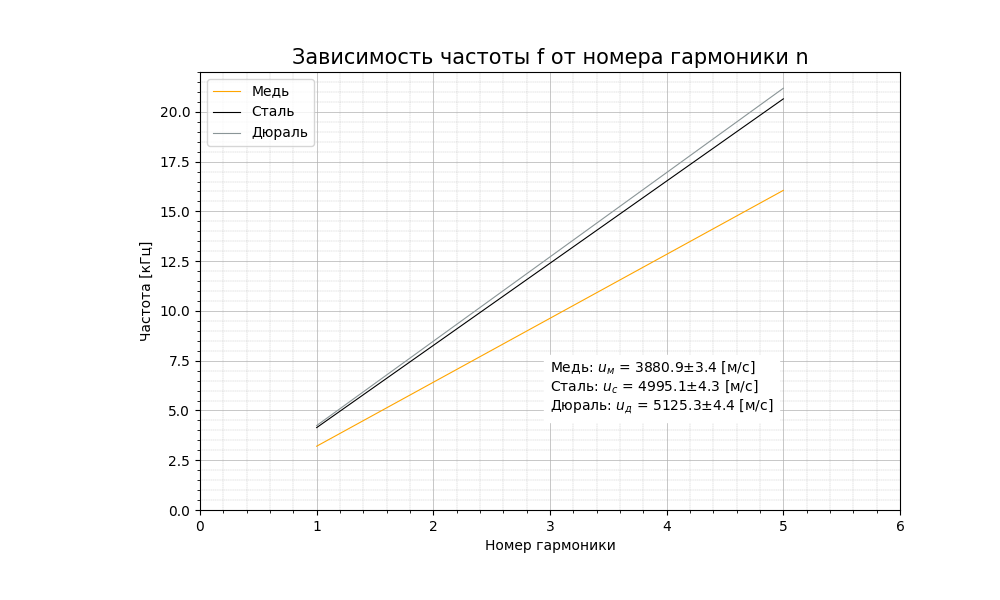 Зависимость частоты f от номера гармоники n
Медь
Сталь
Дюраль
Частота [кГц]
20.0
17.5
15.0
12.5
10.0
7.5
5.0
2.5
0.0
Медь: uм = 3880.9±3.4 [м/с]
Сталь: uс = 4995.1±4.3 [м/с]
Дюраль: uд = 5125.3±4.4 [м/с]
0 1 2 3 4 5 6
Номер гармоники